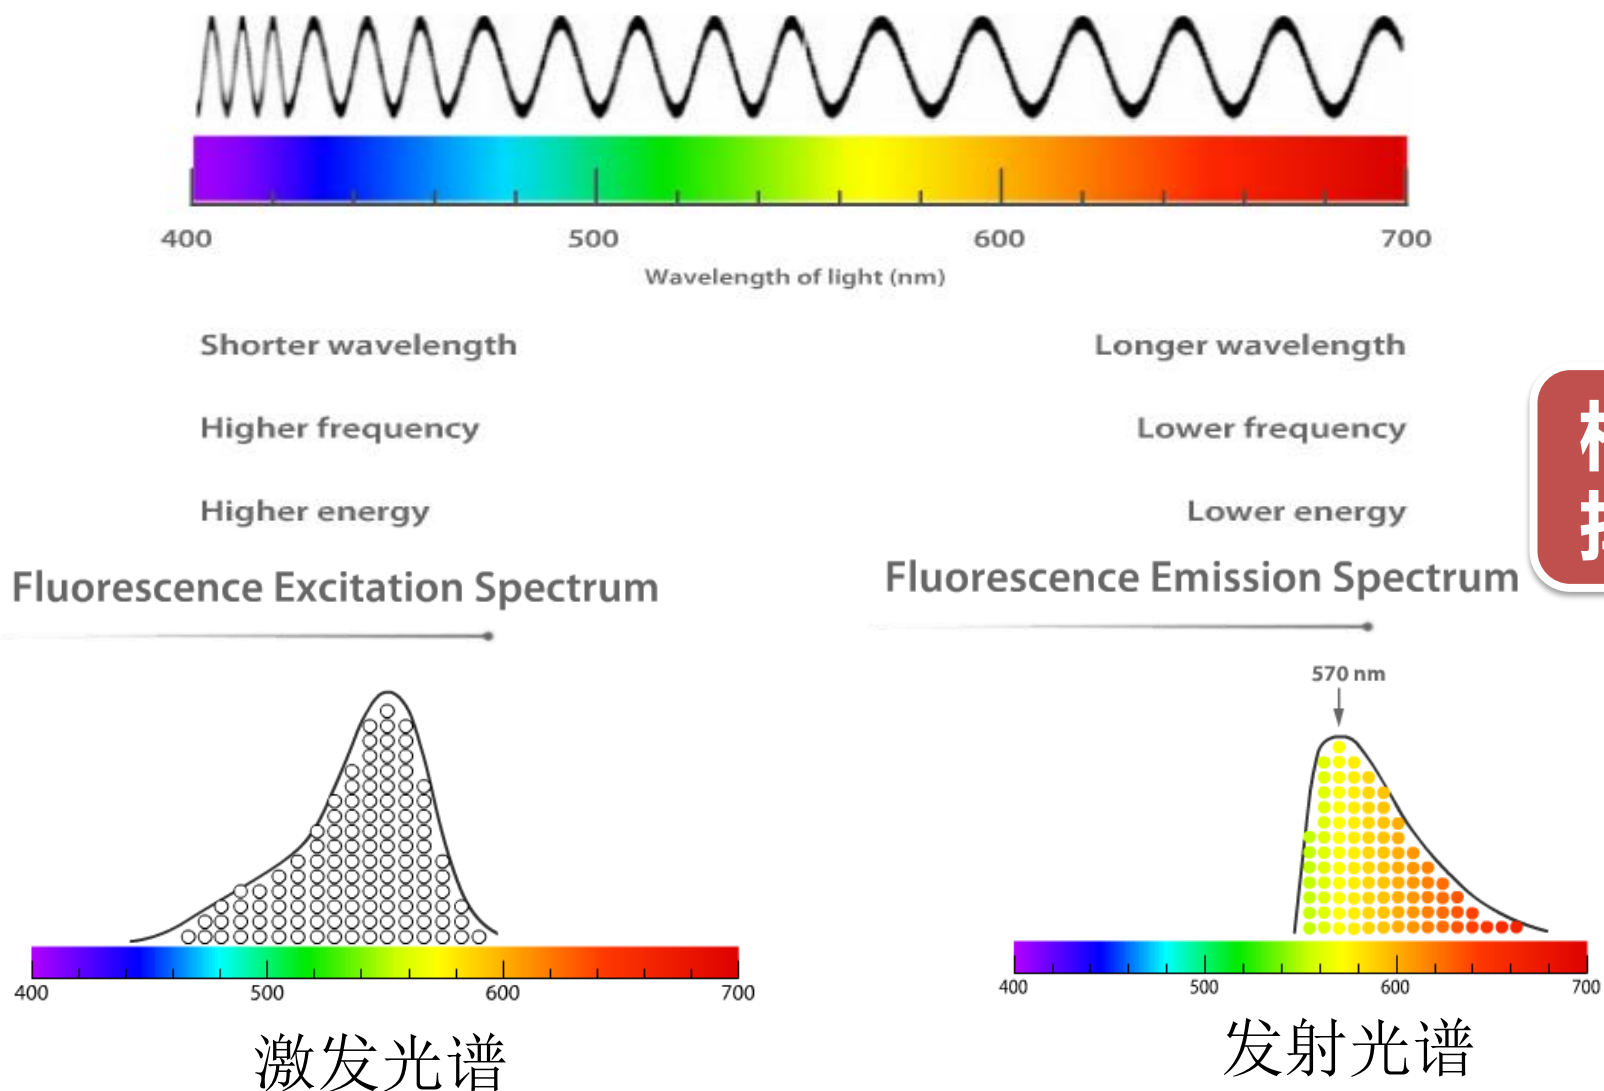 400 500 600 700
Wavelength of light (nm)
Shorter wavelength
Longer wavelength
Higher frequency
Lower frequency
Higher energy
Lower energy
Fluorescence Excitation Spectrum
Fluorescence Emission Spectrum
570 nm
400 500 600 700
400 500 600 700
激发光谱
发射光谱